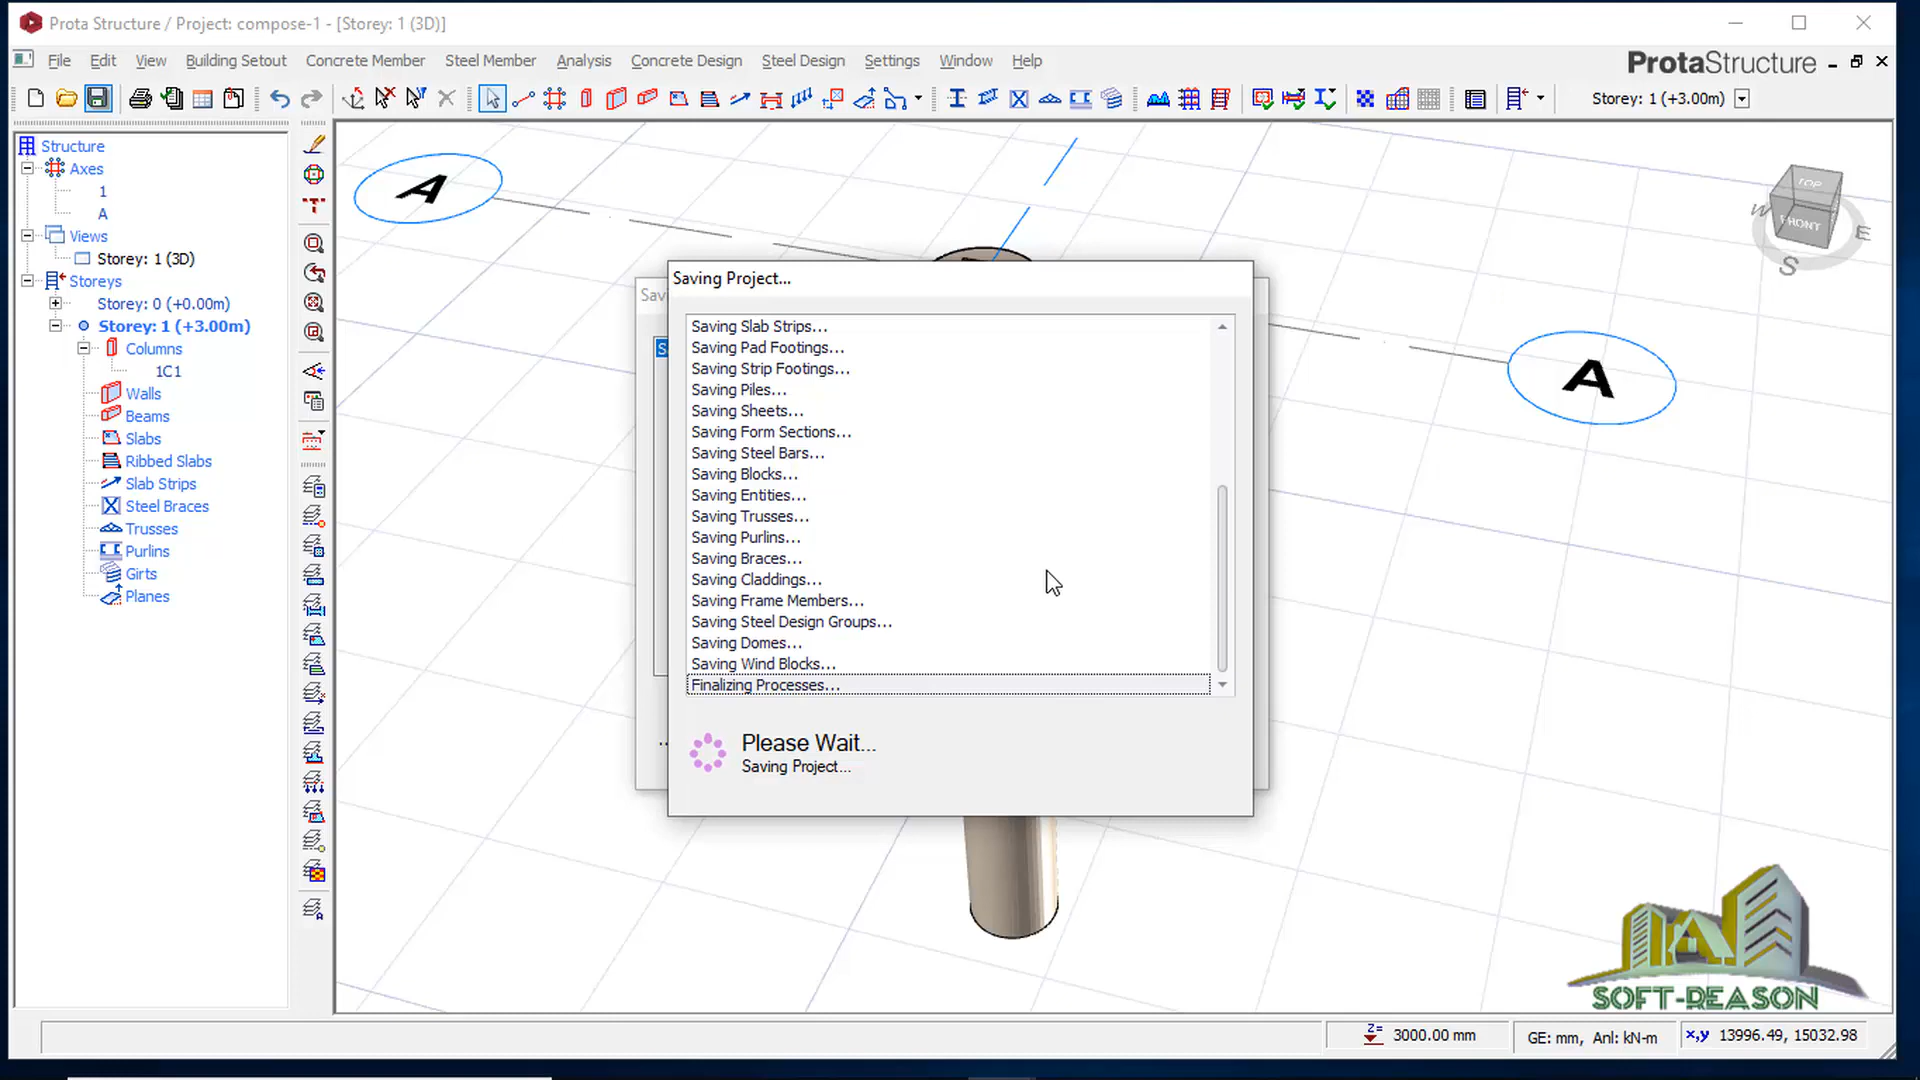 Prota Structure / Project: compose-1 - [Storey: 1 (3D)]
File Edit View Building Setout Concrete Member Steel Member Analysis Concrete Design Steel Design Settings Window Help
ProtaStructure
Storey: 1 (+3.00m)
Structure
Axes
1
A
Views
Storey: 1 (3D)
Storeys
Storey: 0 (+0.00m)
Storey: 1 (+3.00m)
Columns
1C1
Walls
Beams
Slabs
Ribbed Slabs
Slab Strips
Steel Braces
Trusses
Purlins
Girts
Planes
A
A
TOP
FRONT
W
E
S
Sav
S
Saving Project...
Saving Slab Strips...
Saving Pad Footings...
Saving Strip Footings...
Saving Piles...
Saving Sheets...
Saving Form Sections...
Saving Steel Bars...
Saving Blocks...
Saving Entities...
Saving Trusses...
Saving Purlins...
Saving Braces...
Saving Claddings...
Saving Frame Members...
Saving Steel Design Groups...
Saving Domes...
Saving Wind Blocks...
Finalizing Processes...
Please Wait...
Saving Project...
SOFT-REASON
Z= 3000.00 mm
GE: mm, Anl: kN-m
x,y 13996.49, 15032.98